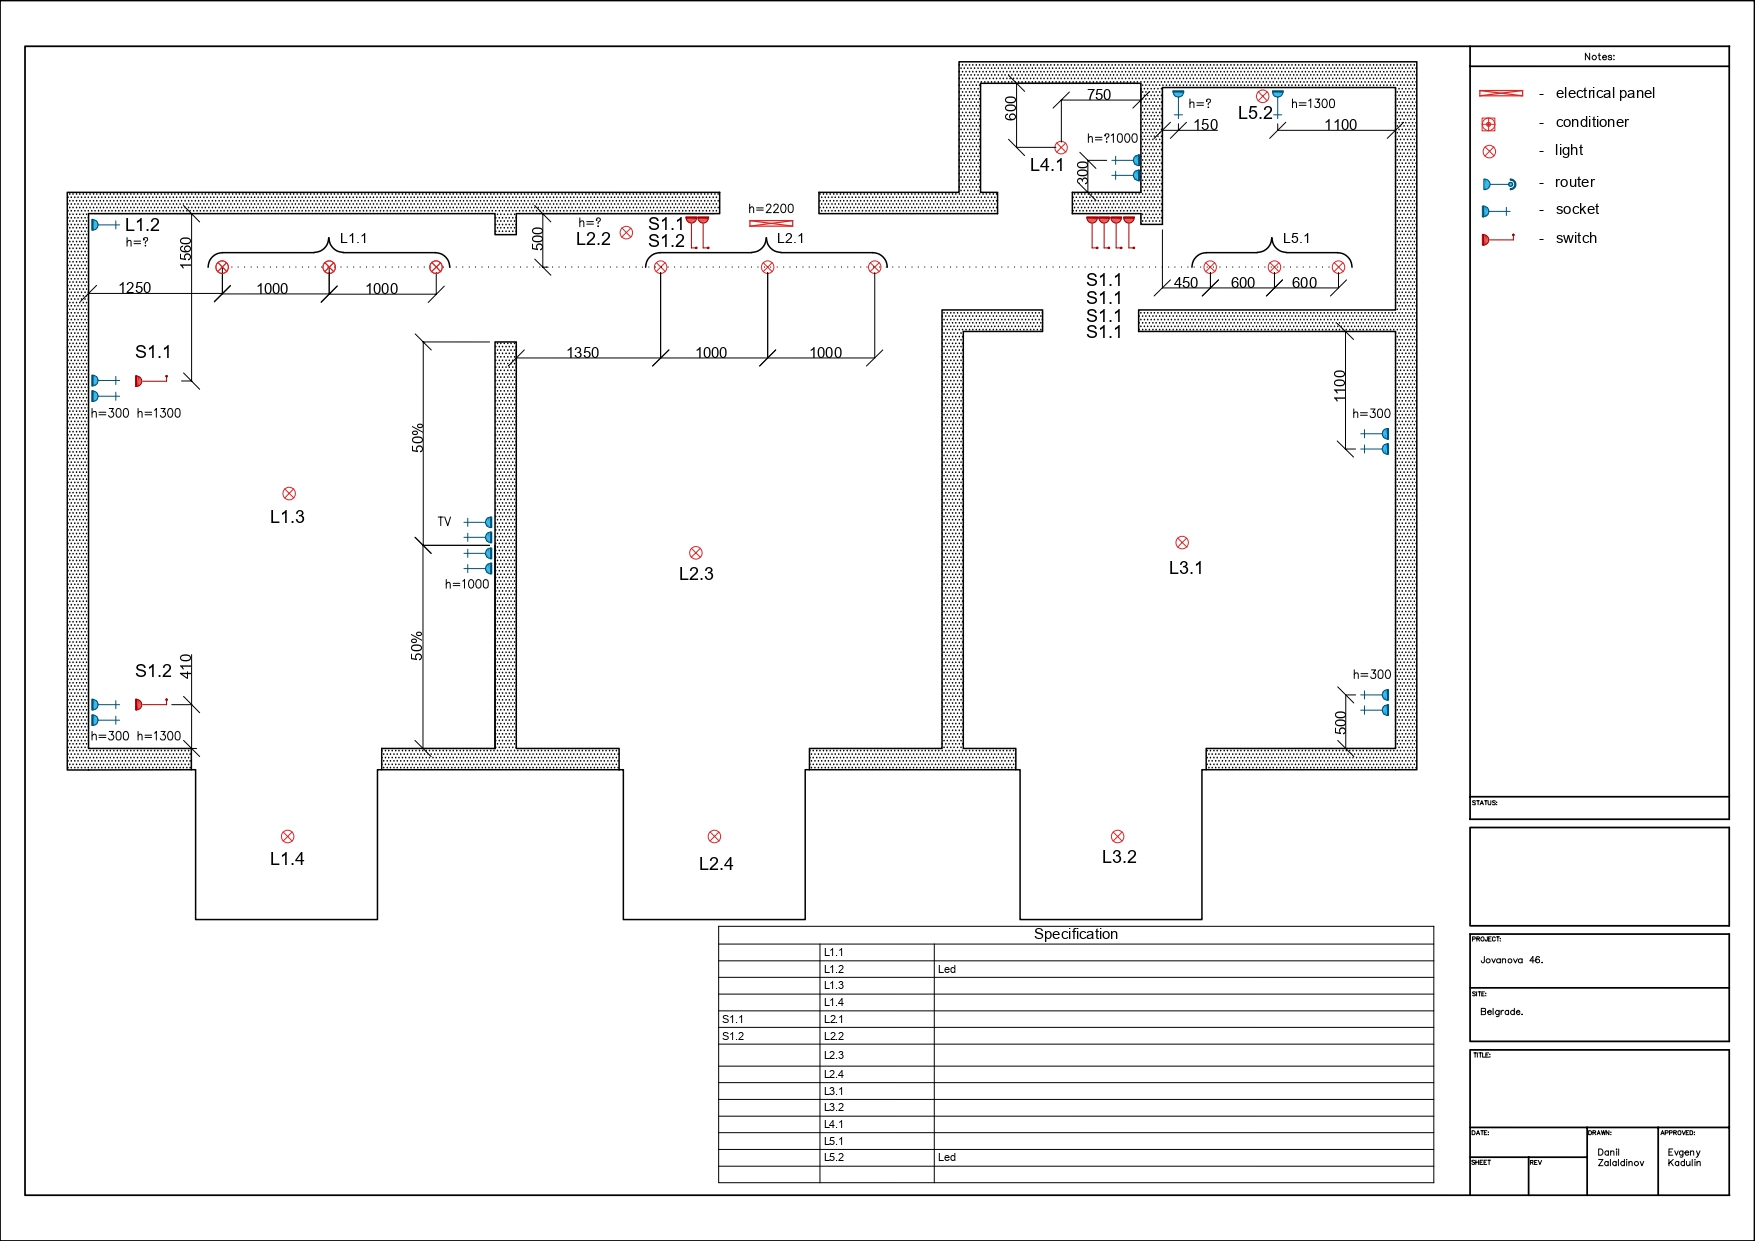 Notes:
- electrical panel
- conditioner
- light
- router
- socket
- switch
600
750
h=?
L5.2
h=1300
150
1100
h=?1000
L4.1
300
h=2200
L1.2
h=?
1560
L1.1
500
h=?
L2.2
S1.1
S1.2
L2.1
L5.1
1250
1000
1000
S1.1
S1.1
S1.1
S1.1
450
600
600
S1.1
1350
1000
1000
h=300 h=1300
1100
h=300
50%
L1.3
TV
h=1000
L2.3
L3.1
50%
S1.2
410
h=300 h=1300
h=300
500
L1.4
L2.4
L3.2
Specification
L1.1
L1.2 Led
L1.3
L1.4
S1.1 L2.1
S1.2 L2.2
L2.3
L2.4
L3.1
L3.2
L4.1
L5.1
L5.2 Led
STATUS:
PROJECT:
Jovanova 46.
SITE:
Belgrade.
TITLE:
DATE:
SHEET
REV
DRAWN:
Danil
Zalaldinov
APPROVED:
Evgeny
Kadulin